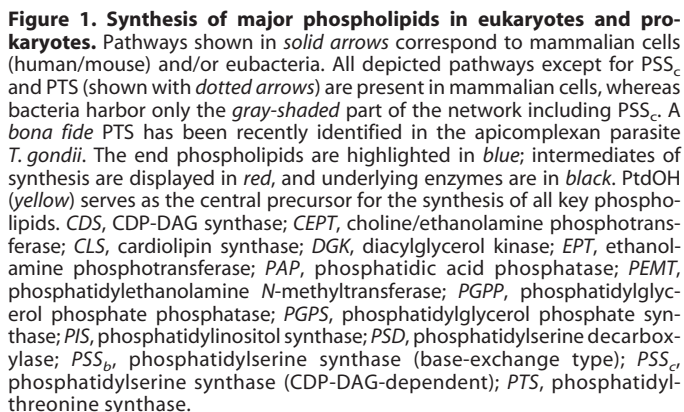 Figure 1. Synthesis of major phospholipids in eukaryotes and pro-
karyotes. Pathways shown in solid arrows correspond to mammalian cells
(human/mouse) and/or eubacteria. All depicted pathways except for PSSc
and PTS (shown with dotted arrows) are present in mammalian cells, whereas
bacteria harbor only the gray-shaded part of the network including PSSc. A
bona fide PTS has been recently identified in the apicomplexan parasite
T. gondii. The end phospholipids are highlighted in blue; intermediates of
synthesis are displayed in red, and underlying enzymes are in black. PtdOH
(yellow) serves as the central precursor for the synthesis of all key phospho-
lipids. CDS, CDP-DAG synthase; CEPT, choline/ethanolamine phosphotrans-
ferase; CLS, cardiolipin synthase; DGK, diacylglycerol kinase; EPT, ethanol-
amine phosphotransferase; PAP, phosphatidic acid phosphatase; PEMT,
phosphatidylethanolamine N-methyltransferase; PGPP, phosphatidylglyc-
erol phosphate phosphatase; PGPS, phosphatidylglycerol phosphate syn-
thase; PIS, phosphatidylinositol synthase; PSD, phosphatidylserine decarbox-
ylase; PSSb, phosphatidylserine synthase (base-exchange type); PSSc,
phosphatidylserine synthase (CDP-DAG-dependent); PTS, phosphatidyl-
threonine synthase.